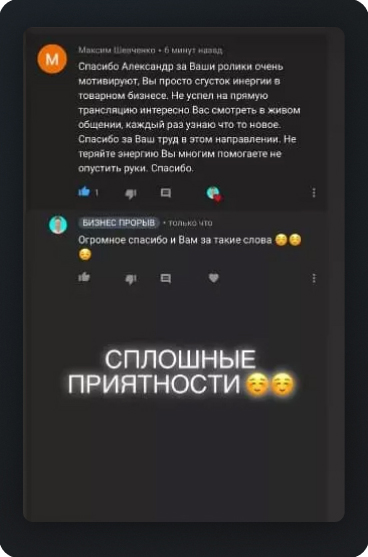 Максим Шевченко • 6 минут назад
Спасибо Александр за Ваши ролики очень
мотивируют, Вы просто сгусток инергии в
товарном бизнесе. Не успел на прямую
трансляцию интересно Вас смотреть в живом
общении, каждый раз узнаю что то новое.
Спасибо за Ваш труд в этом направлении. Не
теряйте энергию Вы многим помогаете не
опустить руки. Спасибо.
1
БИЗНЕС ПРОРЫВ • только что
Огромное спасибо и Вам за такие слова ☺️☺️
☺️
СПЛОШНЫЕ
ПРИЯТНОСТИ☺️☺️